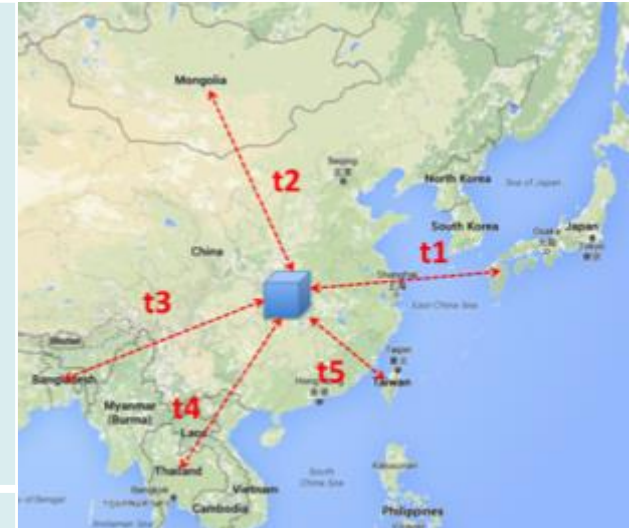 Mongolia
t2
Beijing
North Korea
Sea of Japan
South Korea
Japan
Osaka
Tokyo
China
t1
Shanghai
East China Sea
t3
Taipei
Bangladesh
t5
Taiwan
Myanmar
(Burma)
t4
Laos
Thailand
Bangkok
Vietnam
South
China Sea
Cambodia
Philippines